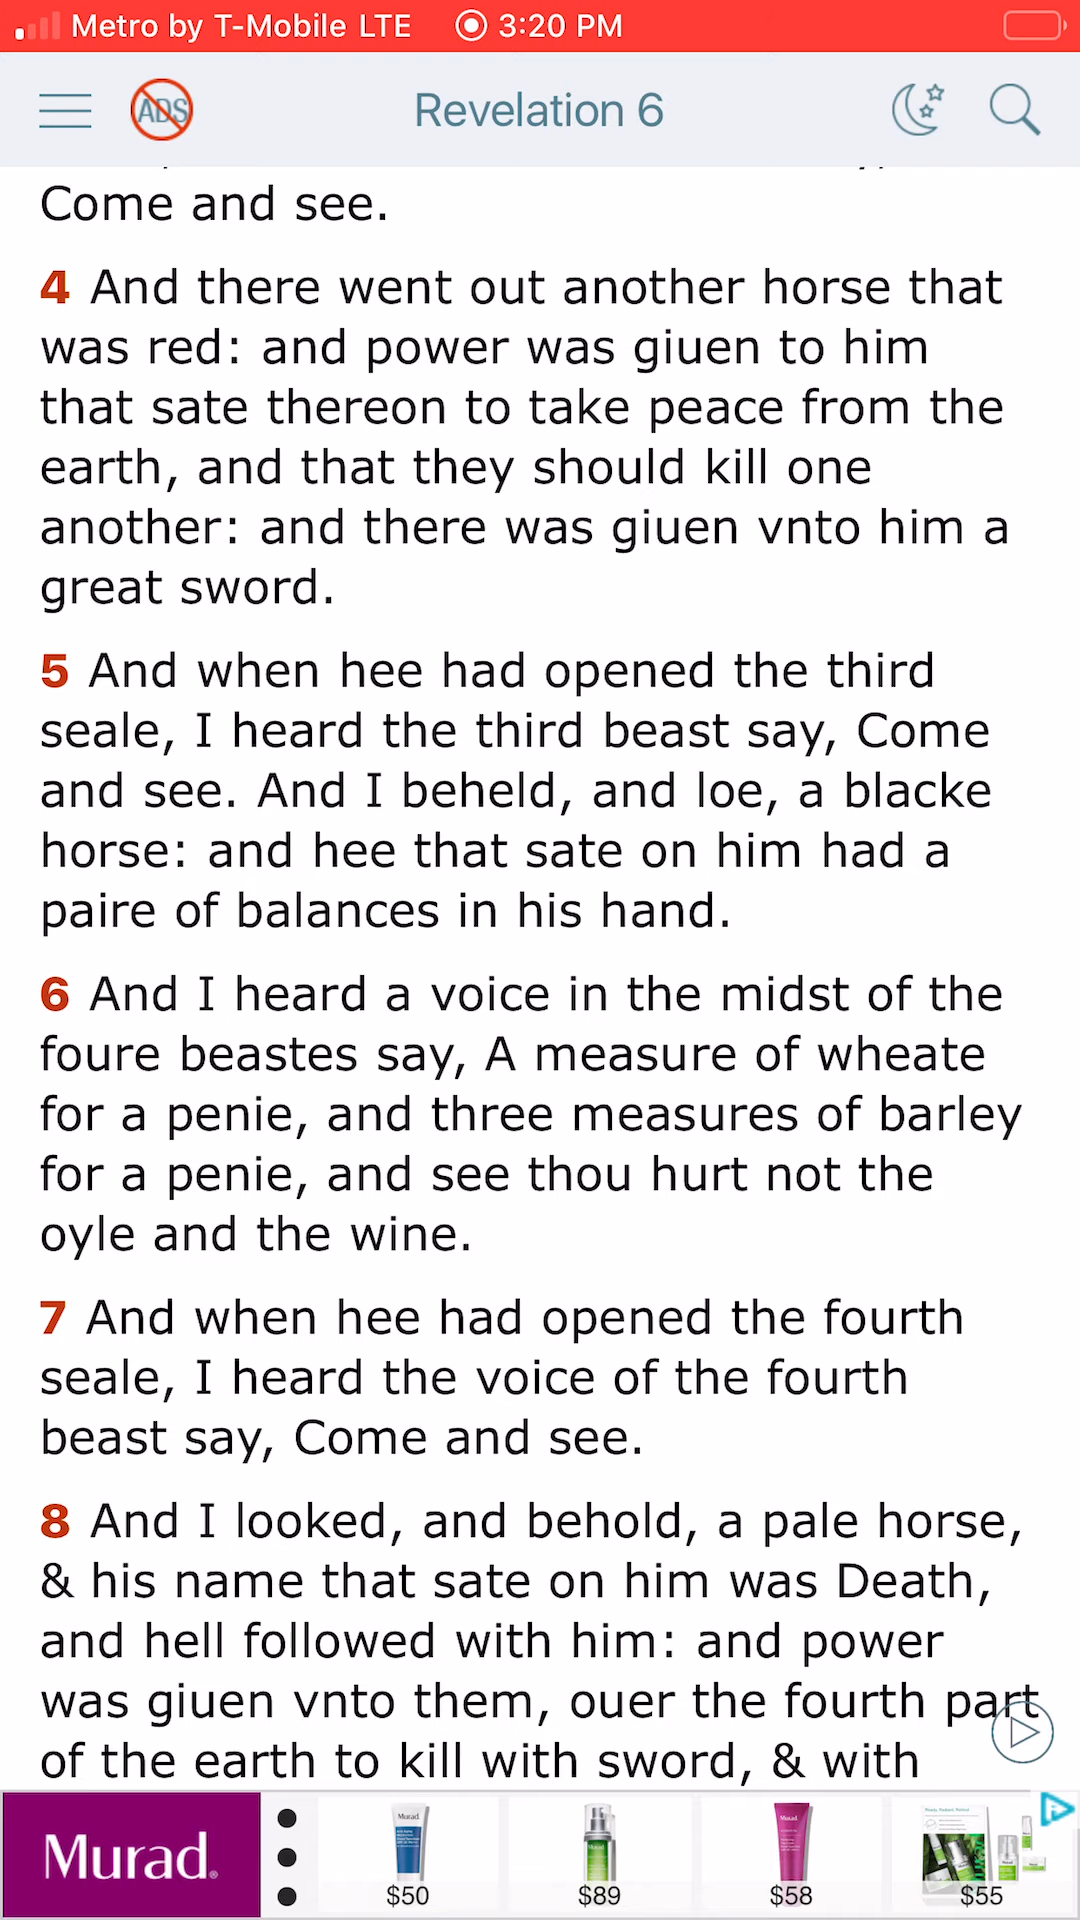 Metro by T-Mobile LTE 3:20 PM
ADS Revelation 6
Come and see.
4 And there went out another horse that
was red: and power was giuen to him
that sate thereon to take peace from the
earth, and that they should kill one
another: and there was giuen vnto him a
great sword.
5 And when hee had opened the third
seale, I heard the third beast say, Come
and see. And I beheld, and loe, a blacke
horse: and hee that sate on him had a
paire of balances in his hand.
6 And I heard a voice in the midst of the
foure beastes say, A measure of wheate
for a penie, and three measures of barley
for a penie, and see thou hurt not the
oyle and the wine.
7 And when hee had opened the fourth
seale, I heard the voice of the fourth
beast say, Come and see.
8 And I looked, and behold, a pale horse,
& his name that sate on him was Death,
and hell followed with him: and power
was giuen vnto them, ouer the fourth part
of the earth to kill with sword, & with
Murad.
Murad. Murad.
$50 $89 $58 $55